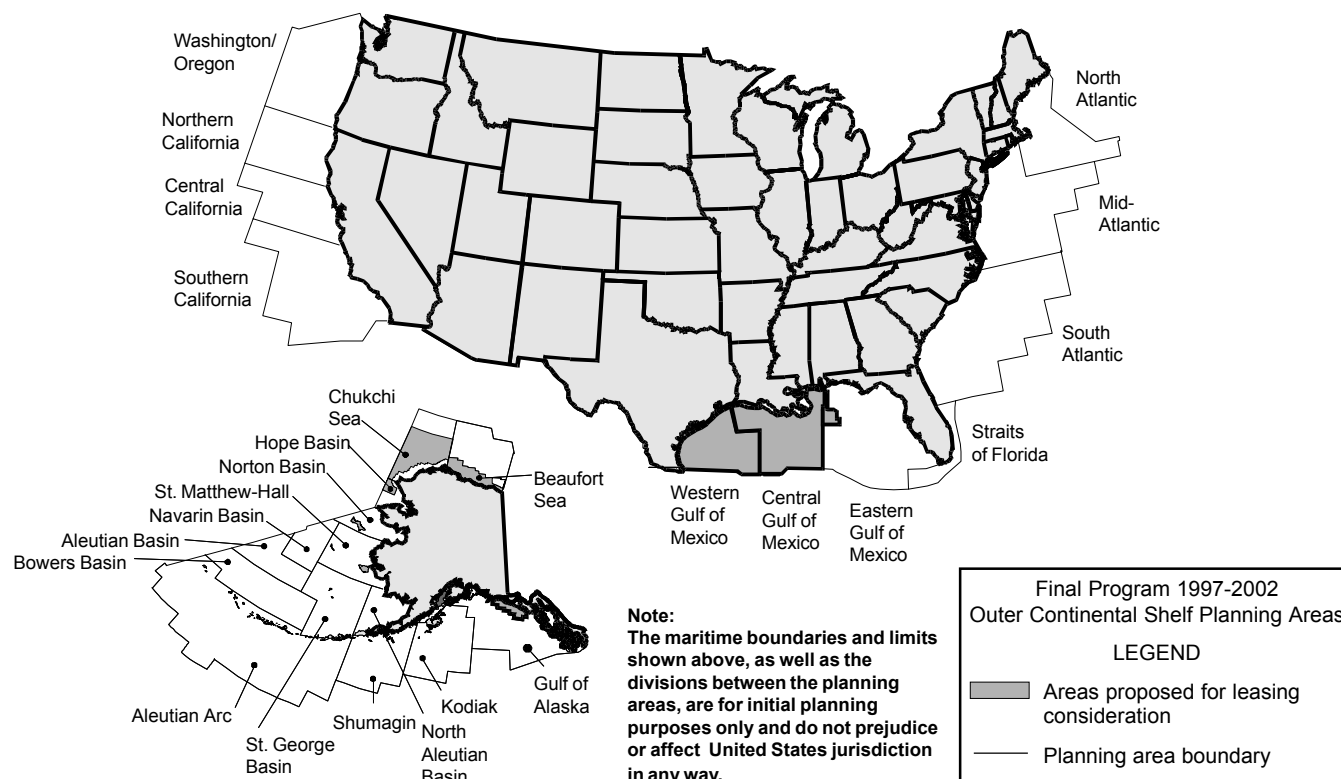 Washington/
Oregon
Northern
California
Central
California
Southern
California
North
Atlantic
Mid-
Atlantic
South
Atlantic
Straits
of Florida
Chukchi
Sea
Hope Basin
Norton Basin
St. Matthew-Hall
Navarin Basin
Aleutian Basin
Bowers Basin
Beaufort
Sea
Western
Gulf of
Mexico
Central
Gulf of
Mexico
Eastern
Gulf of
Mexico
Aleutian Arc
St. George
Basin
Shumagin
Kodiak
North
Aleutian
Basin
Gulf of
Alaska
Note:
The maritime boundaries and limits
shown above, as well as the
divisions between the planning
areas, are for initial planning
purposes only and do not prejudice
or affect United States jurisdiction
in any way.
Final Program 1997-2002
Outer Continental Shelf Planning Areas
LEGEND
Areas proposed for leasing
consideration
Planning area boundary